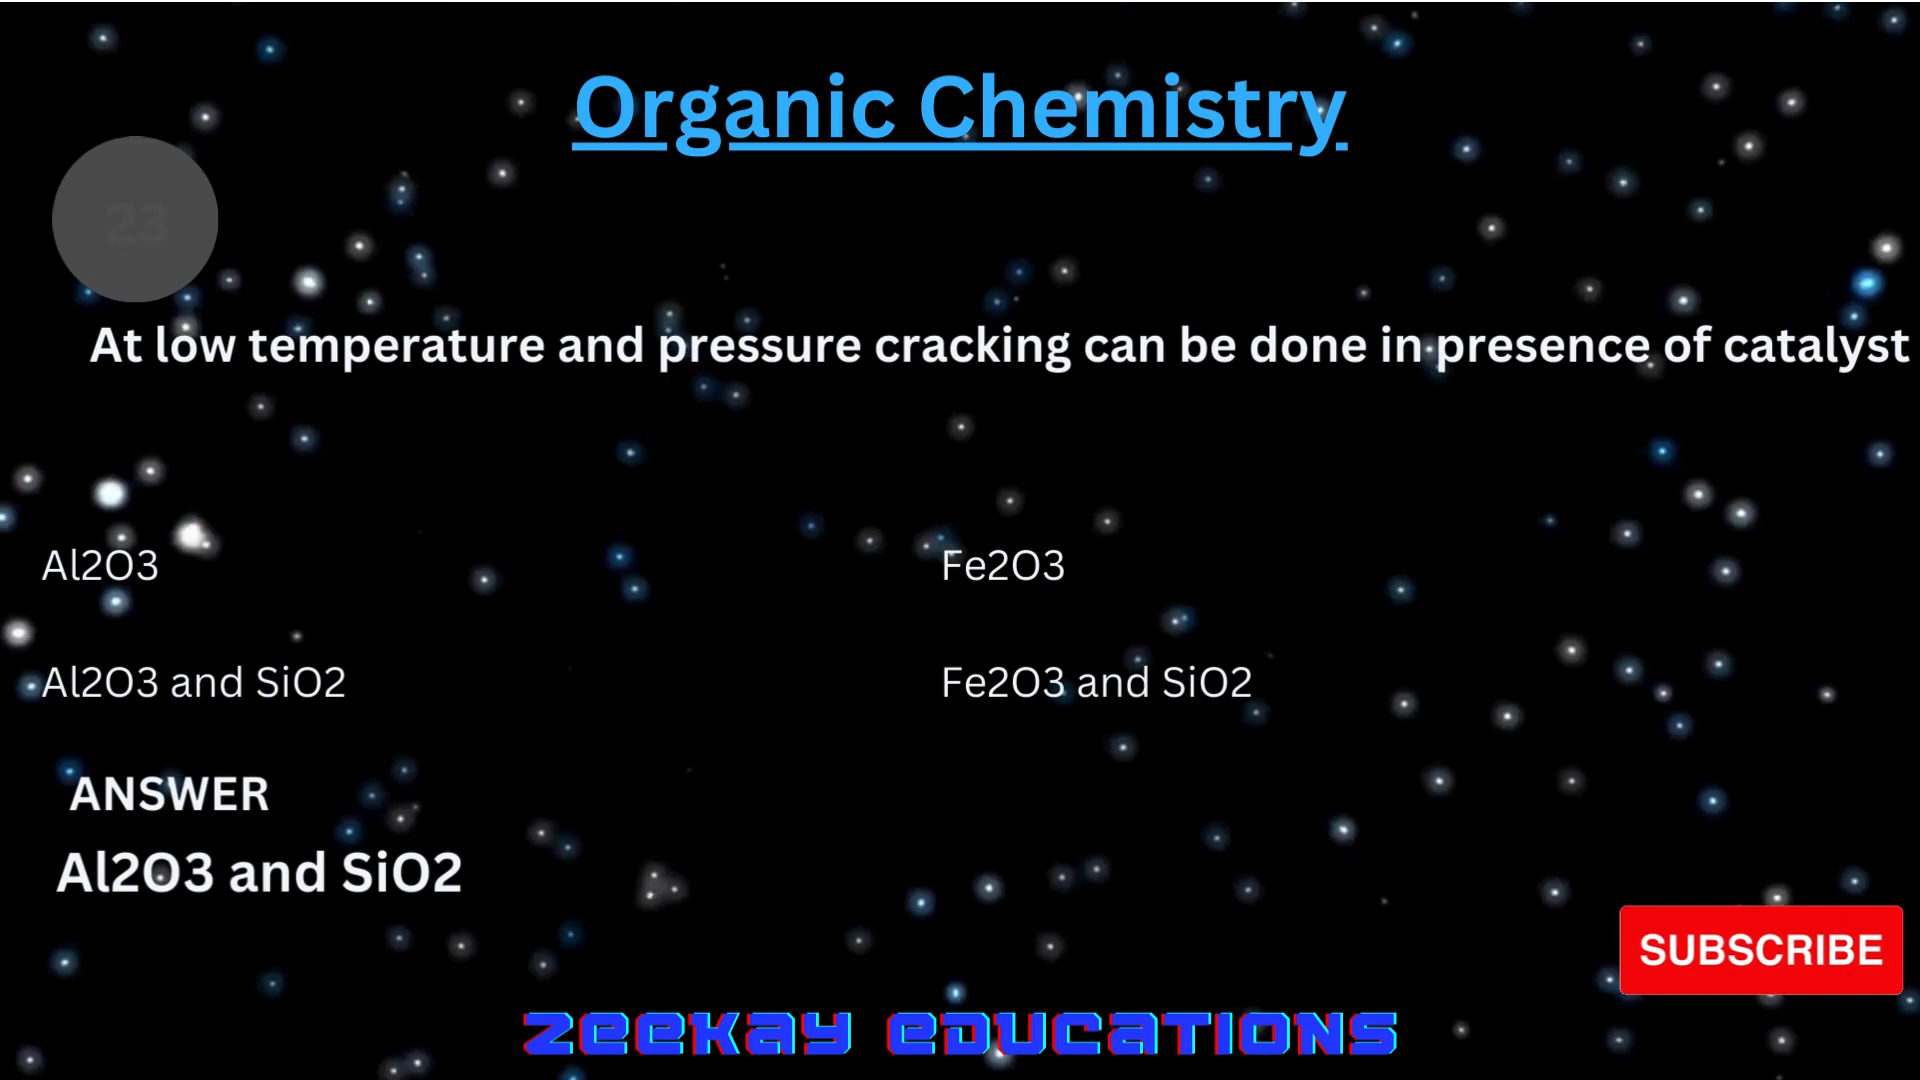 Organic Chemistry
23
At low temperature and pressure cracking can be done in presence of catalyst
Al2O3
Fe2O3
Al2O3 and SiO2
Fe2O3 and SiO2
ANSWER
Al2O3 and SiO2
SUBSCRIBE
ZEEKAY EDUCATIONS